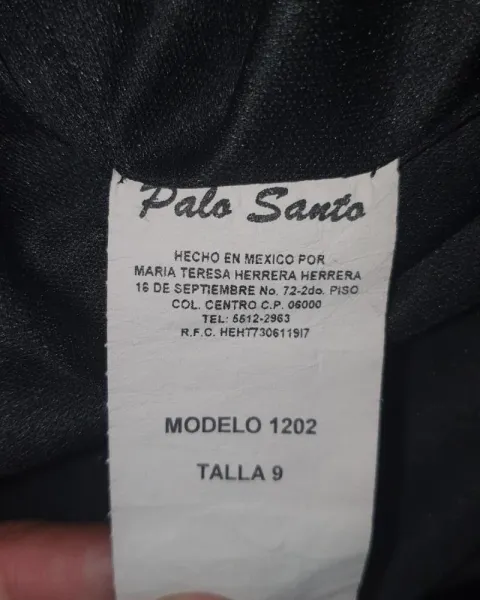 Palo Santo
HECHO EN MEXICO POR
MARIA TERESA HERRERA HERRERA
16 DE SEPTIEMBRE No. 72-2do. PISO
COL. CENTRO C.P. 06000
TEL: 5512-2963
R.F.C. HEHT730611917
MODELO 1202
TALLA 9